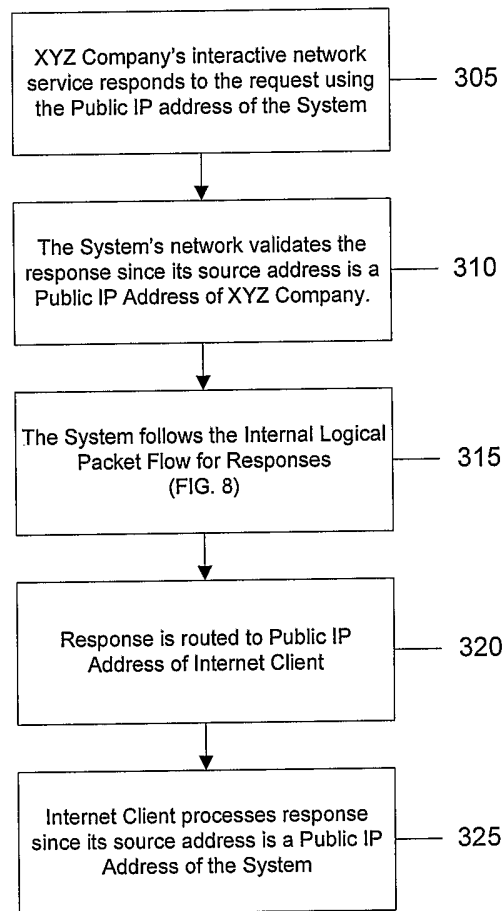 XYZ Company's interactive network
service responds to the request using
the Public IP address of the System
305
The System's network validates the
response since its source address is a
Public IP Address of XYZ Company.
310
The System follows the Internal Logical
Packet Flow for Responses
(FIG. 8)
315
Response is routed to Public IP
Address of Internet Client
320
Internet Client processes response
since its source address is a Public IP
Address of the System
325